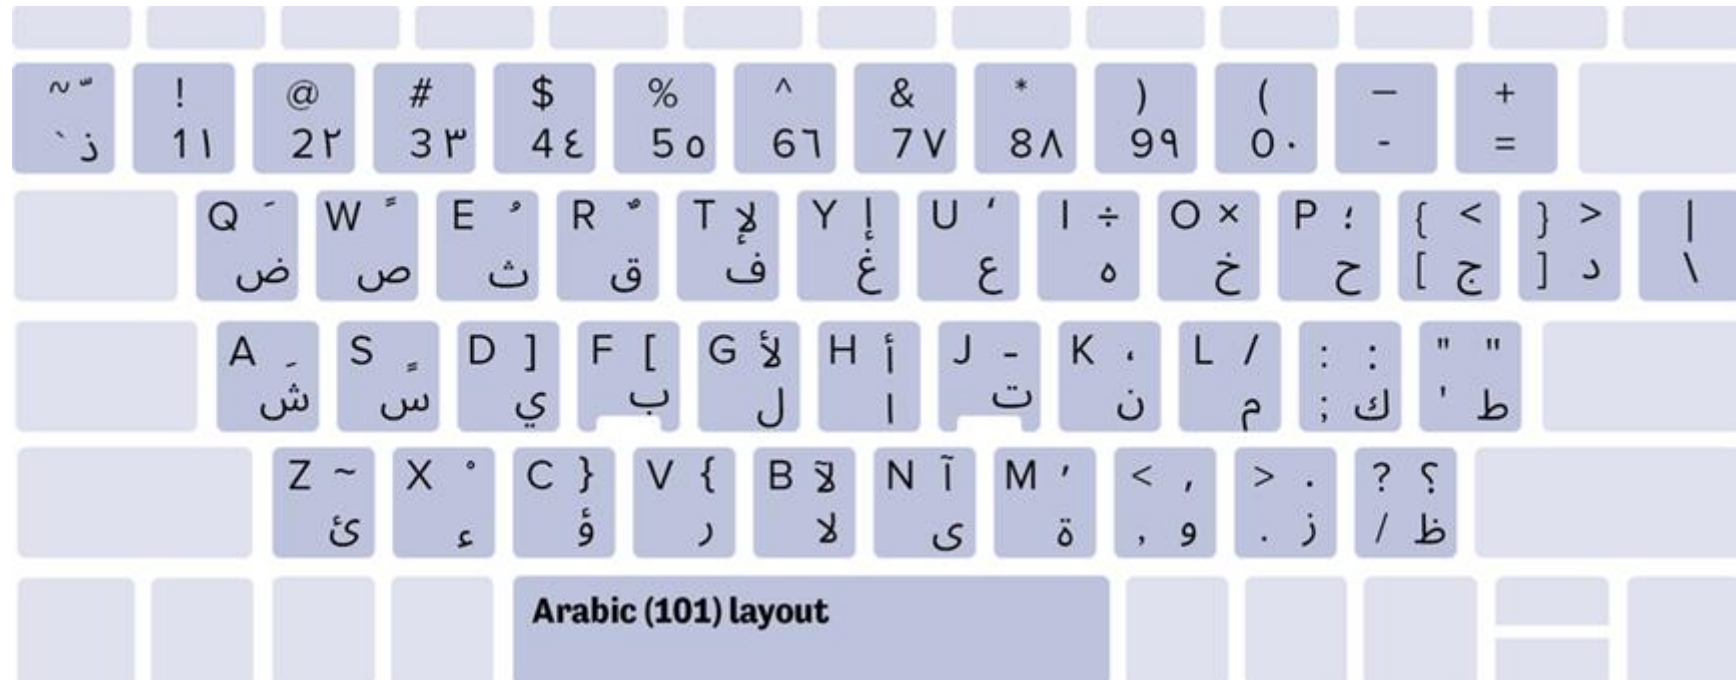 ~ ّ ! @ # $ % ^ & * ) ( — +
` ذ 1 ١ 2 ٢ 3 ٣ 4 ٤ 5 ٥ 6 ٦ 7 ٧ 8 ٨ 9 ٩ 0 ٠ - =
Q َ W ً E ُ R ٌ T لإ Y إ U ‘ I ÷ O × P ؛ { < } > |
ض ص ث ق ف غ ع ه خ ح [ ج ] د \
A ِ S ٍ D ] F [ G لأ H أ J - K ، L / : : " "
ش س ي ب ل ا ت ن م ; ك ' ط
Z ~ X ْ C } V { B لآ N آ M ’ < , > . ? ؟
ئ ء ؤ ر لا ى ة , و . ز / ظ
Arabic (101) layout